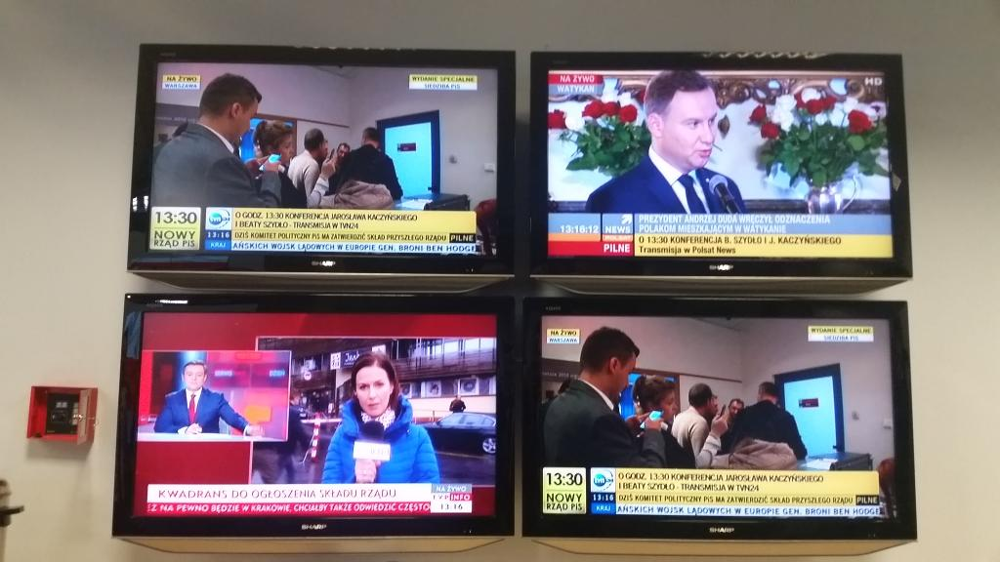 NA ŻYWO
WARSZAWA
WYDANIE SPECJALNE
SIEDZIBA PiS
13:30
NOWY
RZĄD PiS
tvn24
13:16
KRAJ
O GODZ. 13:30 KONFERENCJA JAROSŁAWA KACZYŃSKIEGO
I BEATY SZYDŁO - TRANSMISJA W TVN24
DZIŚ KOMITET POLITYCZNY PiS MA ZATWIERDZIĆ SKŁAD PRZYSZŁEGO RZĄDU
PILNE
AŃSKICH WOJSK LĄDOWYCH W EUROPIE GEN. BRONI BEN HODGE
SHARP
NA ŻYWO
WATYKAN
HD
13:16:12
NEWS
PILNE
PREZYDENT ANDRZEJ DUDA WRĘCZYŁ ODZNACZENIA
POLAKOM MIESZKAJĄCYM W WATYKANIE
O 13:30 KONFERENCJA B. SZYDŁO I J. KACZYŃSKIEGO
Transmisja w Polsat News
SHARP
KWADRANS DO OGŁOSZENIA SKŁADU RZĄDU
NA ŻYWO
TVP INFO
13:16
EZ NA PEWNO BĘDZIE W KRAKOWIE, CHCIAŁBY TAKŻE ODWIEDZIĆ CZĘSTO
SHARP
NA ŻYWO
WARSZAWA
WYDANIE SPECJALNE
SIEDZIBA PiS
13:30
NOWY
RZĄD PiS
tvn24
13:16
KRAJ
O GODZ. 13:30 KONFERENCJA JAROSŁAWA KACZYŃSKIEGO
I BEATY SZYDŁO - TRANSMISJA W TVN24
DZIŚ KOMITET POLITYCZNY PiS MA ZATWIERDZIĆ SKŁAD PRZYSZŁEGO RZĄDU
PILNE
AŃSKICH WOJSK LĄDOWYCH W EUROPIE GEN. BRONI BEN HODGE
SHARP